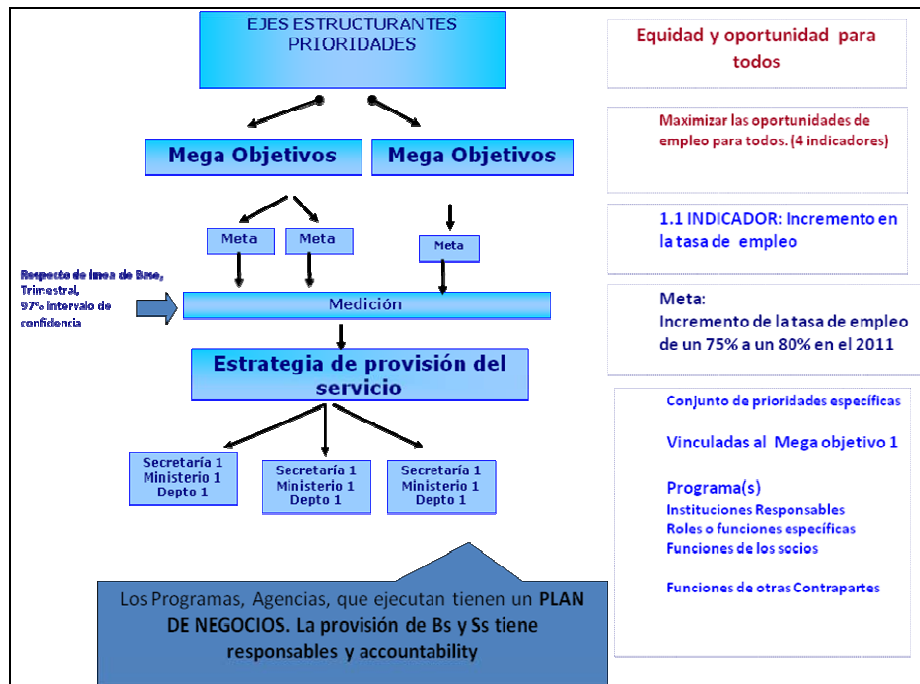 EJES ESTRUCTURANTES
PRIORIDADES
Mega Objetivos
Mega Objetivos
Meta
Meta
Meta
Respecto de línea de Base,
Trimestral,
97% intervalo de
confidencia
Medición
Estrategia de provisión del
servicio
Secretaría 1
Ministerio 1
Depto 1
Secretaría 1
Ministerio 1
Depto 1
Secretaría 1
Ministerio 1
Depto 1
Los Programas, Agencias, que ejecutan tienen un PLAN
DE NEGOCIOS. La provisión de Bs y Ss tiene
responsables y accountability
Equidad y oportunidad para
todos
Maximizar las oportunidades de
empleo para todos. (4 indicadores)
1.1 INDICADOR: Incremento en
la tasa de empleo
Meta:
Incremento de la tasa de empleo
de un 75% a un 80% en el 2011
Conjunto de prioridades específicas
Vinculadas al Mega objetivo 1
Programa(s)
Instituciones Responsables
Roles o funciones específicas
Funciones de los socios
Funciones de otras Contrapartes